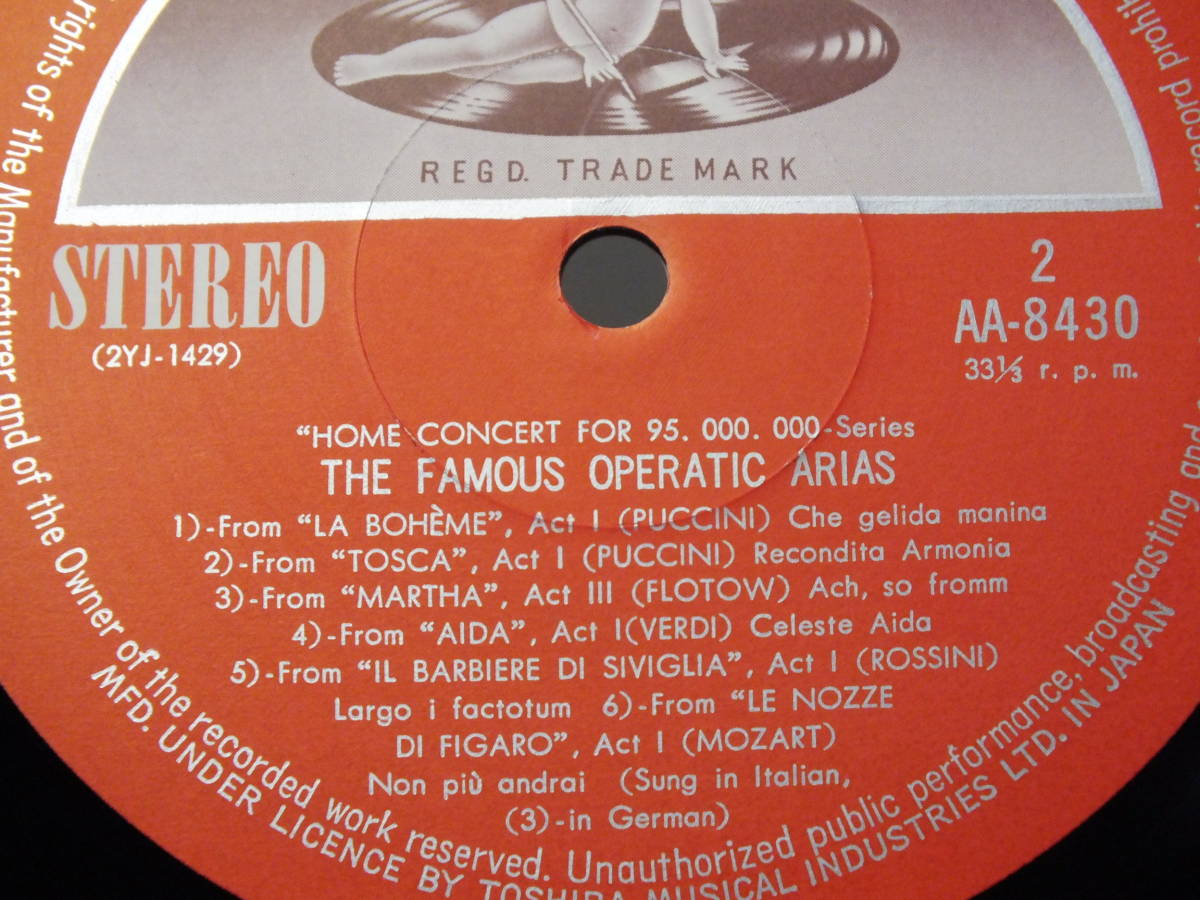 REGD. TRADE MARK
STEREO
(2YJ-1429)
2
AA-8430
33⅓ r. p. m.
"HOME CONCERT FOR 95. 000. 000-Series
THE FAMOUS OPERATIC ARIAS
1)-From "LA BOHÈME", Act I (PUCCINI) Che gelida manina
2)-From "TOSCA", Act I (PUCCINI) Recondita Armonia
3)-From "MARTHA", Act III (FLOTOW) Ach, so fromm
4)-From "AIDA", Act I(VERDI) Celeste Aida
5)-From "IL BARBIERE DI SIVIGLIA", Act I (ROSSINI)
Largo i factotum 6)-From "LE NOZZE
DI FIGARO", Act I (MOZART)
Non più andrai (Sung in Italian,
(3)-in German)
rights of the Manufacturer and of the Owner of the recorded work reserved. Unauthorized public performance, broadcasting and record prohib
MFD. UNDER LICENCE BY TOSHIBA MUSICAL INDUSTRIES LTD. IN JAPAN